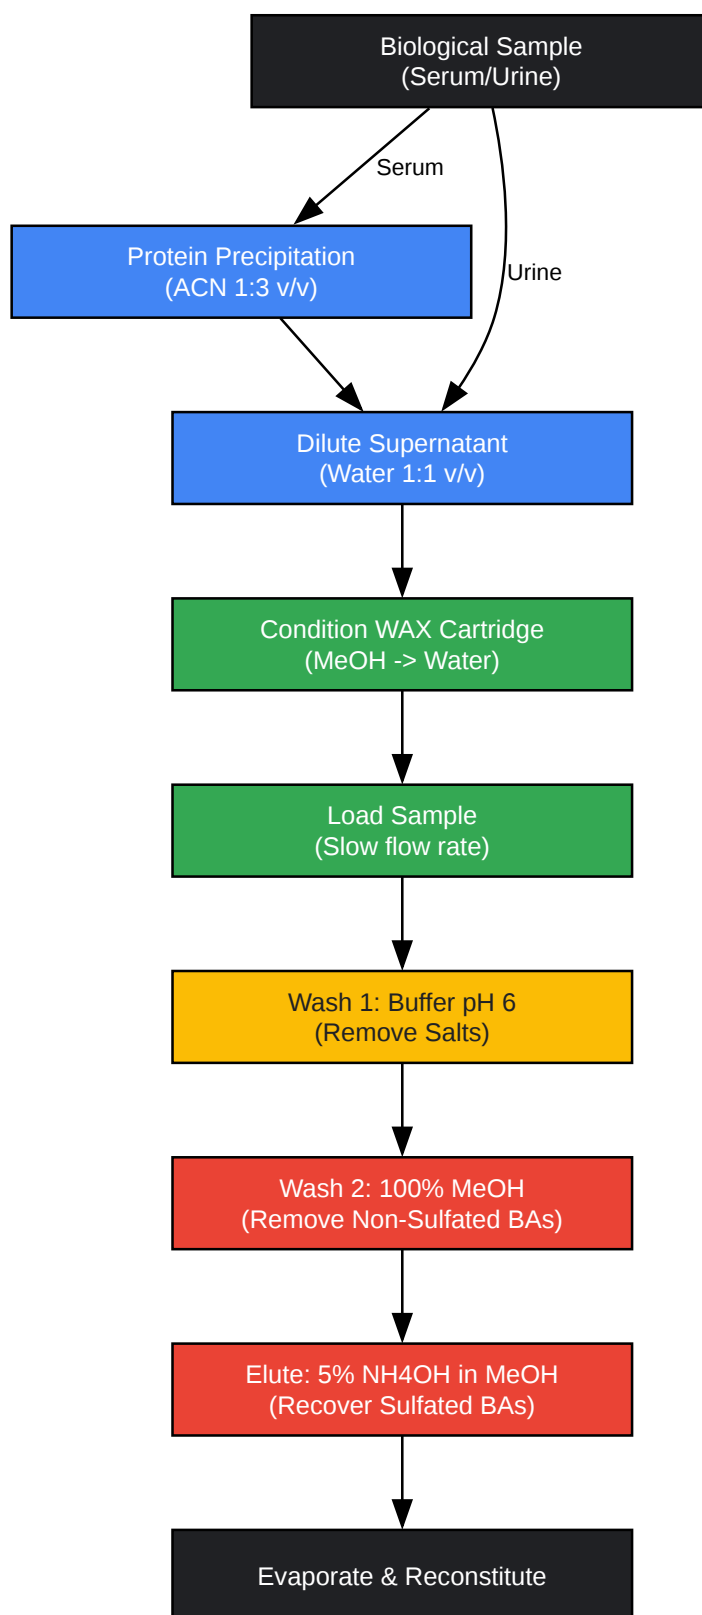 Biological Sample
(Serum/Urine)
Serum
Protein Precipitation
(ACN 1:3 v/v)
Urine
Dilute Supernatant
(Water 1:1 v/v)
Condition WAX Cartridge
(MeOH -> Water)
Load Sample
(Slow flow rate)
Wash 1: Buffer pH 6
(Remove Salts)
Wash 2: 100% MeOH
(Remove Non-Sulfated BAs)
Elute: 5% NH4OH in MeOH
(Recover Sulfated BAs)
Evaporate & Reconstitute